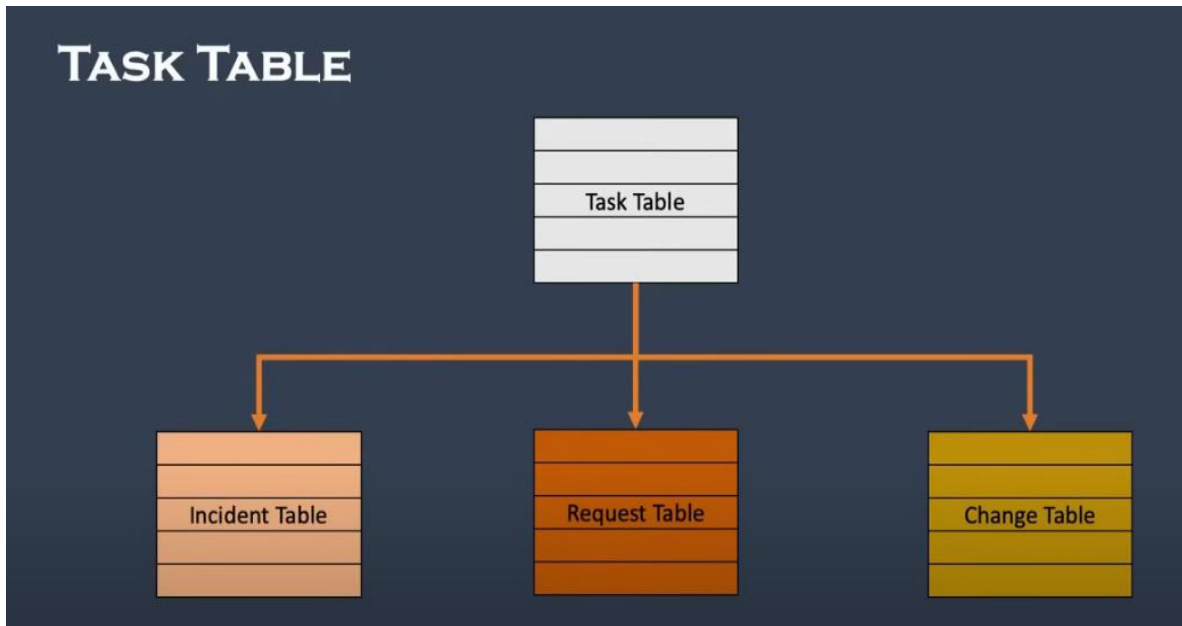 TASK TABLE
Task Table
Incident Table
Request Table
Change Table